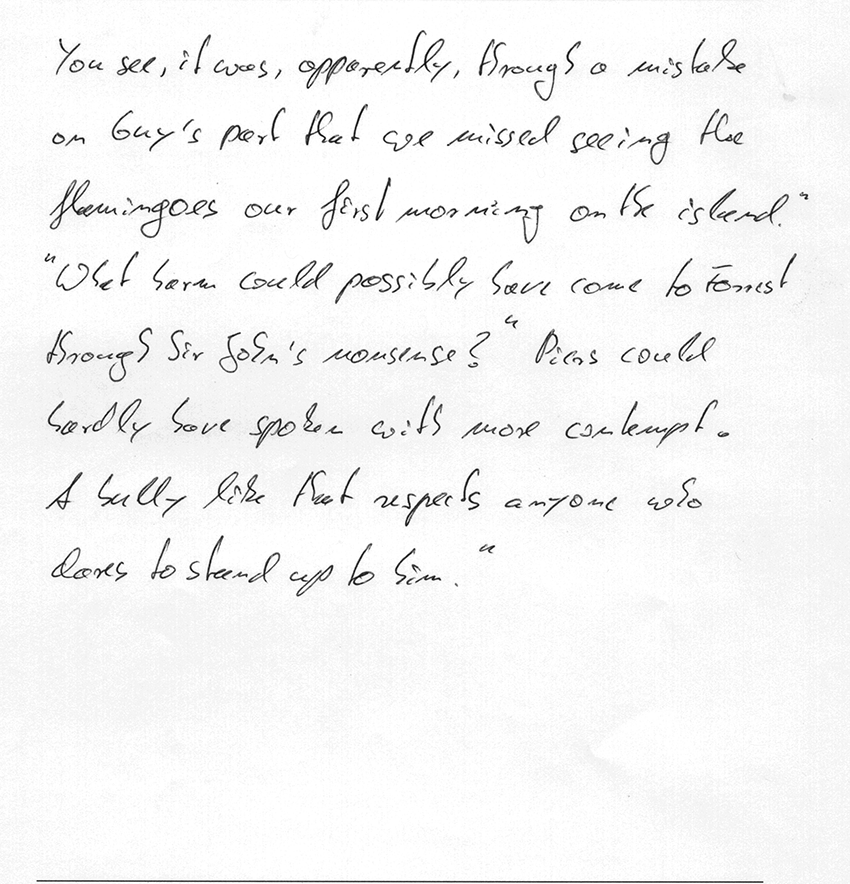 You see, it was, apparently, through a mistake
on Guy's part that we missed seeing the
flamingoes our first morning on the island."
"What harm could possibly have come to Forrest
through Sir John's nonsense?" Piers could
hardly have spoken with more contempt.
A bully like that respects anyone who
dares to stand up to him."